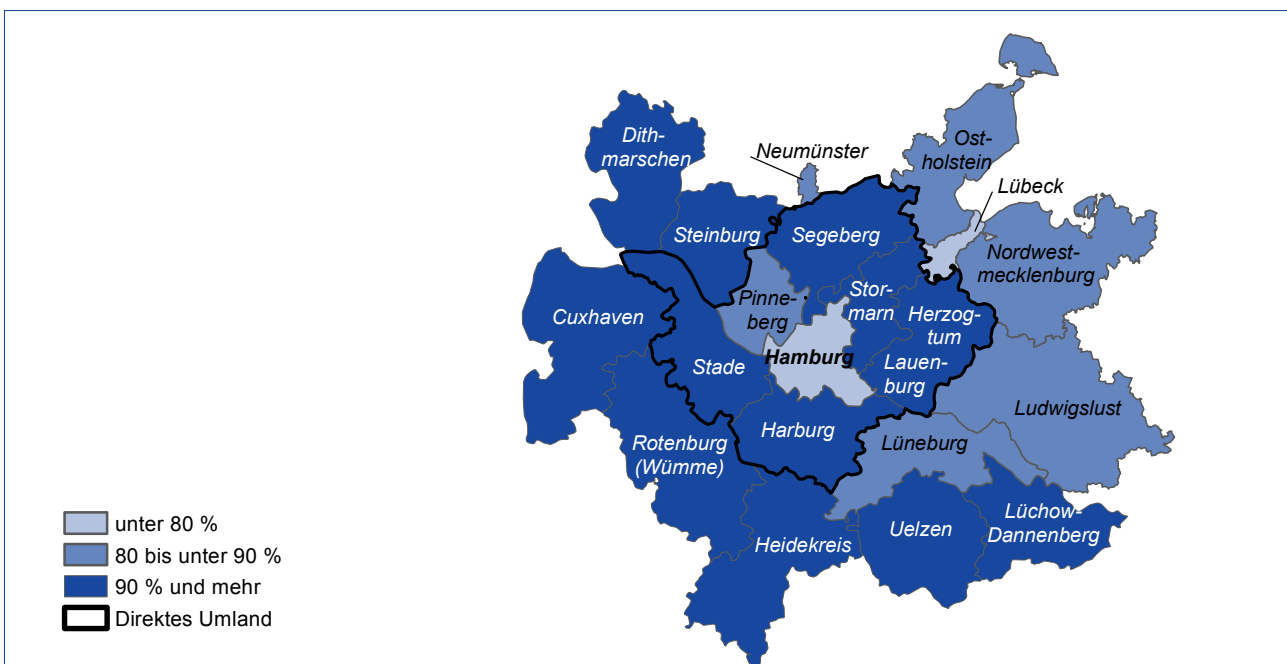 Dith-
marschen
Neumünster
Ost-
holstein
Lübeck
Steinburg
Segeberg
Nordwest-
mecklenburg
Cuxhaven
Pinne-
berg
Stor-
marn
Herzog-
tum
Lauen-
burg
Hamburg
Stade
Ludwigslust
Harburg
Lüneburg
Rotenburg
(Wümme)
Heidekreis
Uelzen
Lüchow-
Dannenberg
unter 80 %
80 bis unter 90 %
90 % und mehr
Direktes Umland